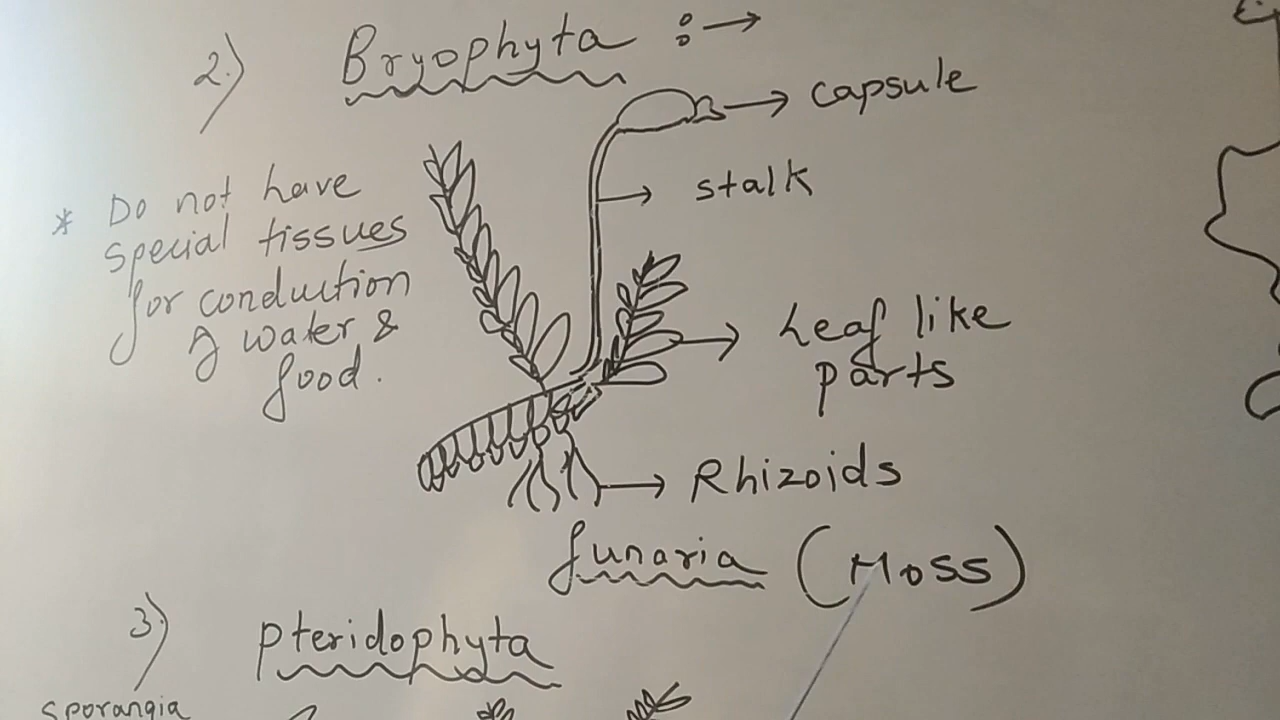 2.) Bryophyta :→
capsule
stalk
* Do not have
special tissues
for conduction
of water &
food.
Leaf like
parts
Rhizoids
funaria (Moss)
3) pteridophyta
sporangia